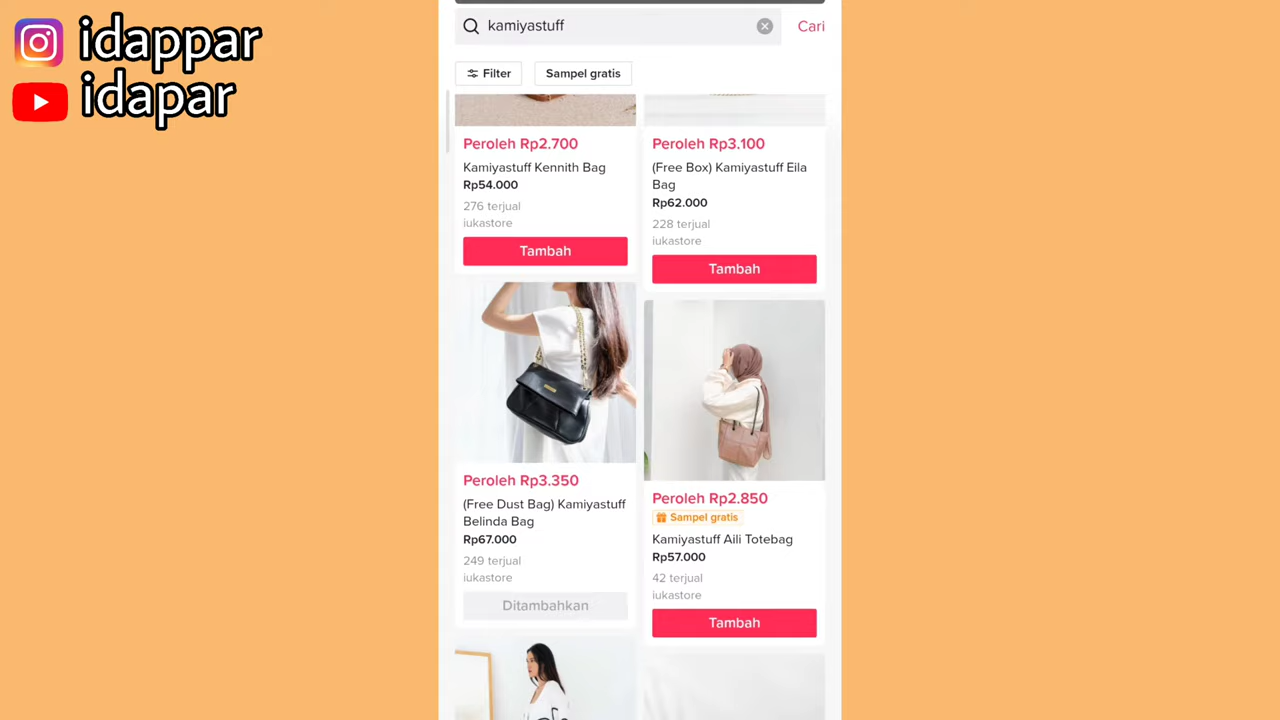 idappar
idapar
kamiyastuff
Cari
Filter
Sampel gratis
Peroleh Rp2.700
Kamiyastuff Kennith Bag
Rp54.000
276 terjual
iukastore
Tambah
Peroleh Rp3.100
(Free Box) Kamiyastuff Eila
Bag
Rp62.000
228 terjual
iukastore
Tambah
Peroleh Rp3.350
(Free Dust Bag) Kamiyastuff
Belinda Bag
Rp67.000
249 terjual
iukastore
Ditambahkan
Peroleh Rp2.850
Sampel gratis
Kamiyastuff Aili Totebag
Rp57.000
42 terjual
iukastore
Tambah